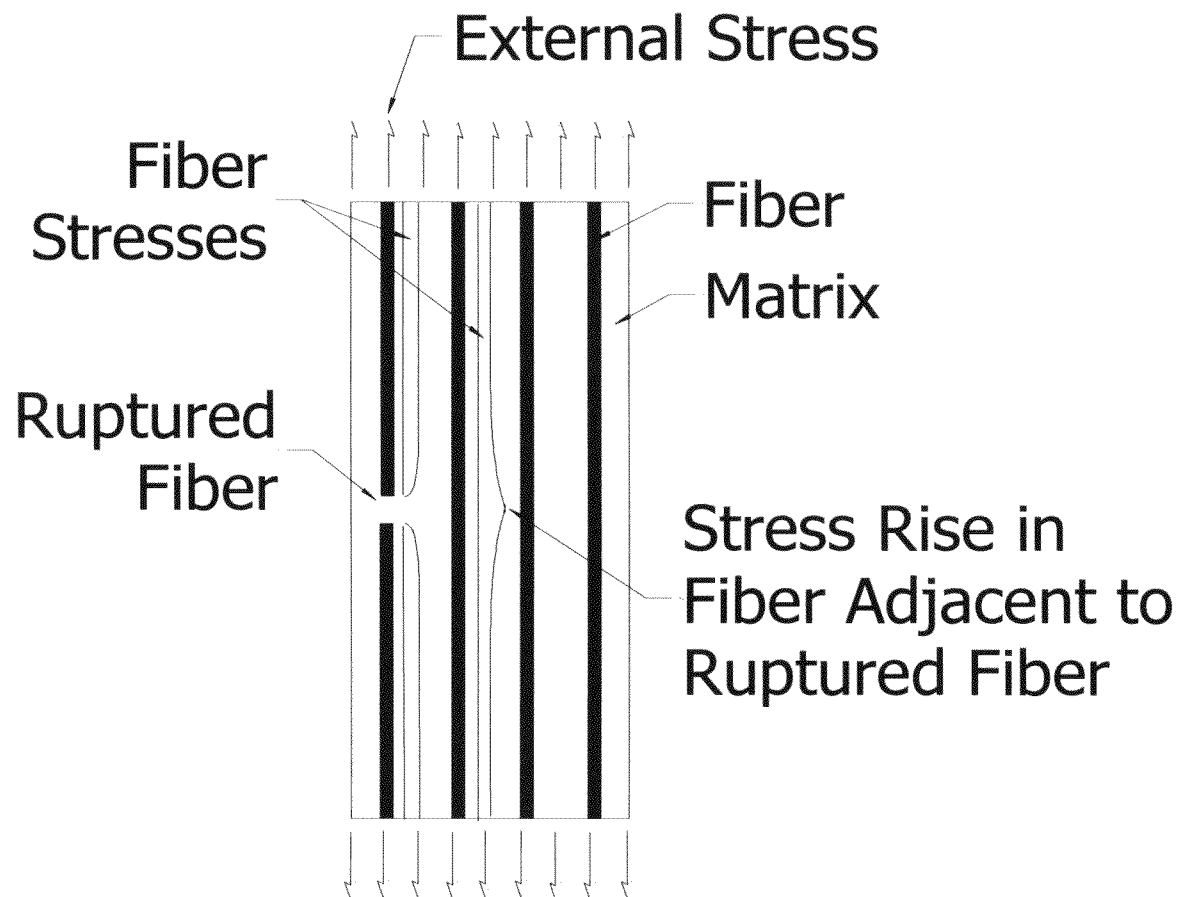 External Stress
Fiber
Stresses
Fiber
Matrix
Ruptured
Fiber
Stress Rise in
Fiber Adjacent to
Ruptured Fiber